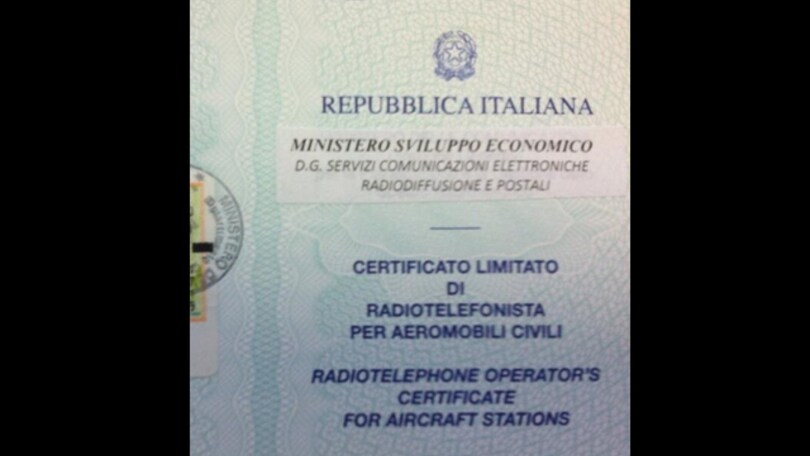 REPUBBLICA ITALIANA
MINISTERO SVILUPPO ECONOMICO
D.G. SERVIZI COMUNICAZIONI ELETTRONICHE
RADIODIFFUSIONE E POSTALI
CERTIFICATO LIMITATO
DI
RADIOTELEFONISTA
PER AEROMOBILI CIVILI
RADIOTELEPHONE OPERATOR'S
CERTIFICATE
FOR AIRCRAFT STATIONS
MINISTERO